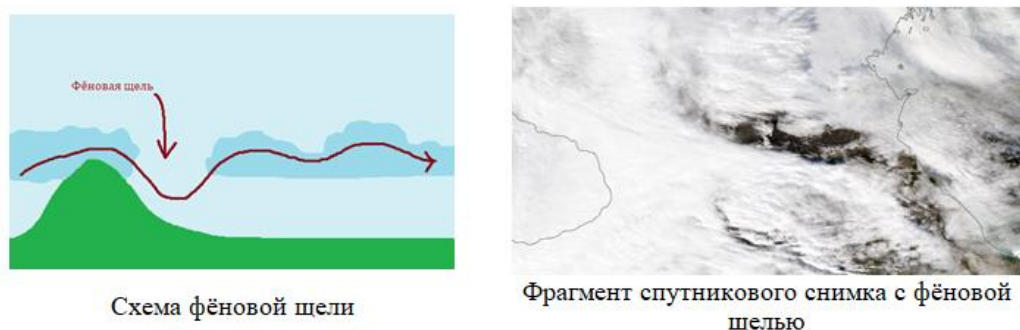 Фёновая щель
Схема фёновой щели
Фрагмент спутникового снимка с фёновой
щелью